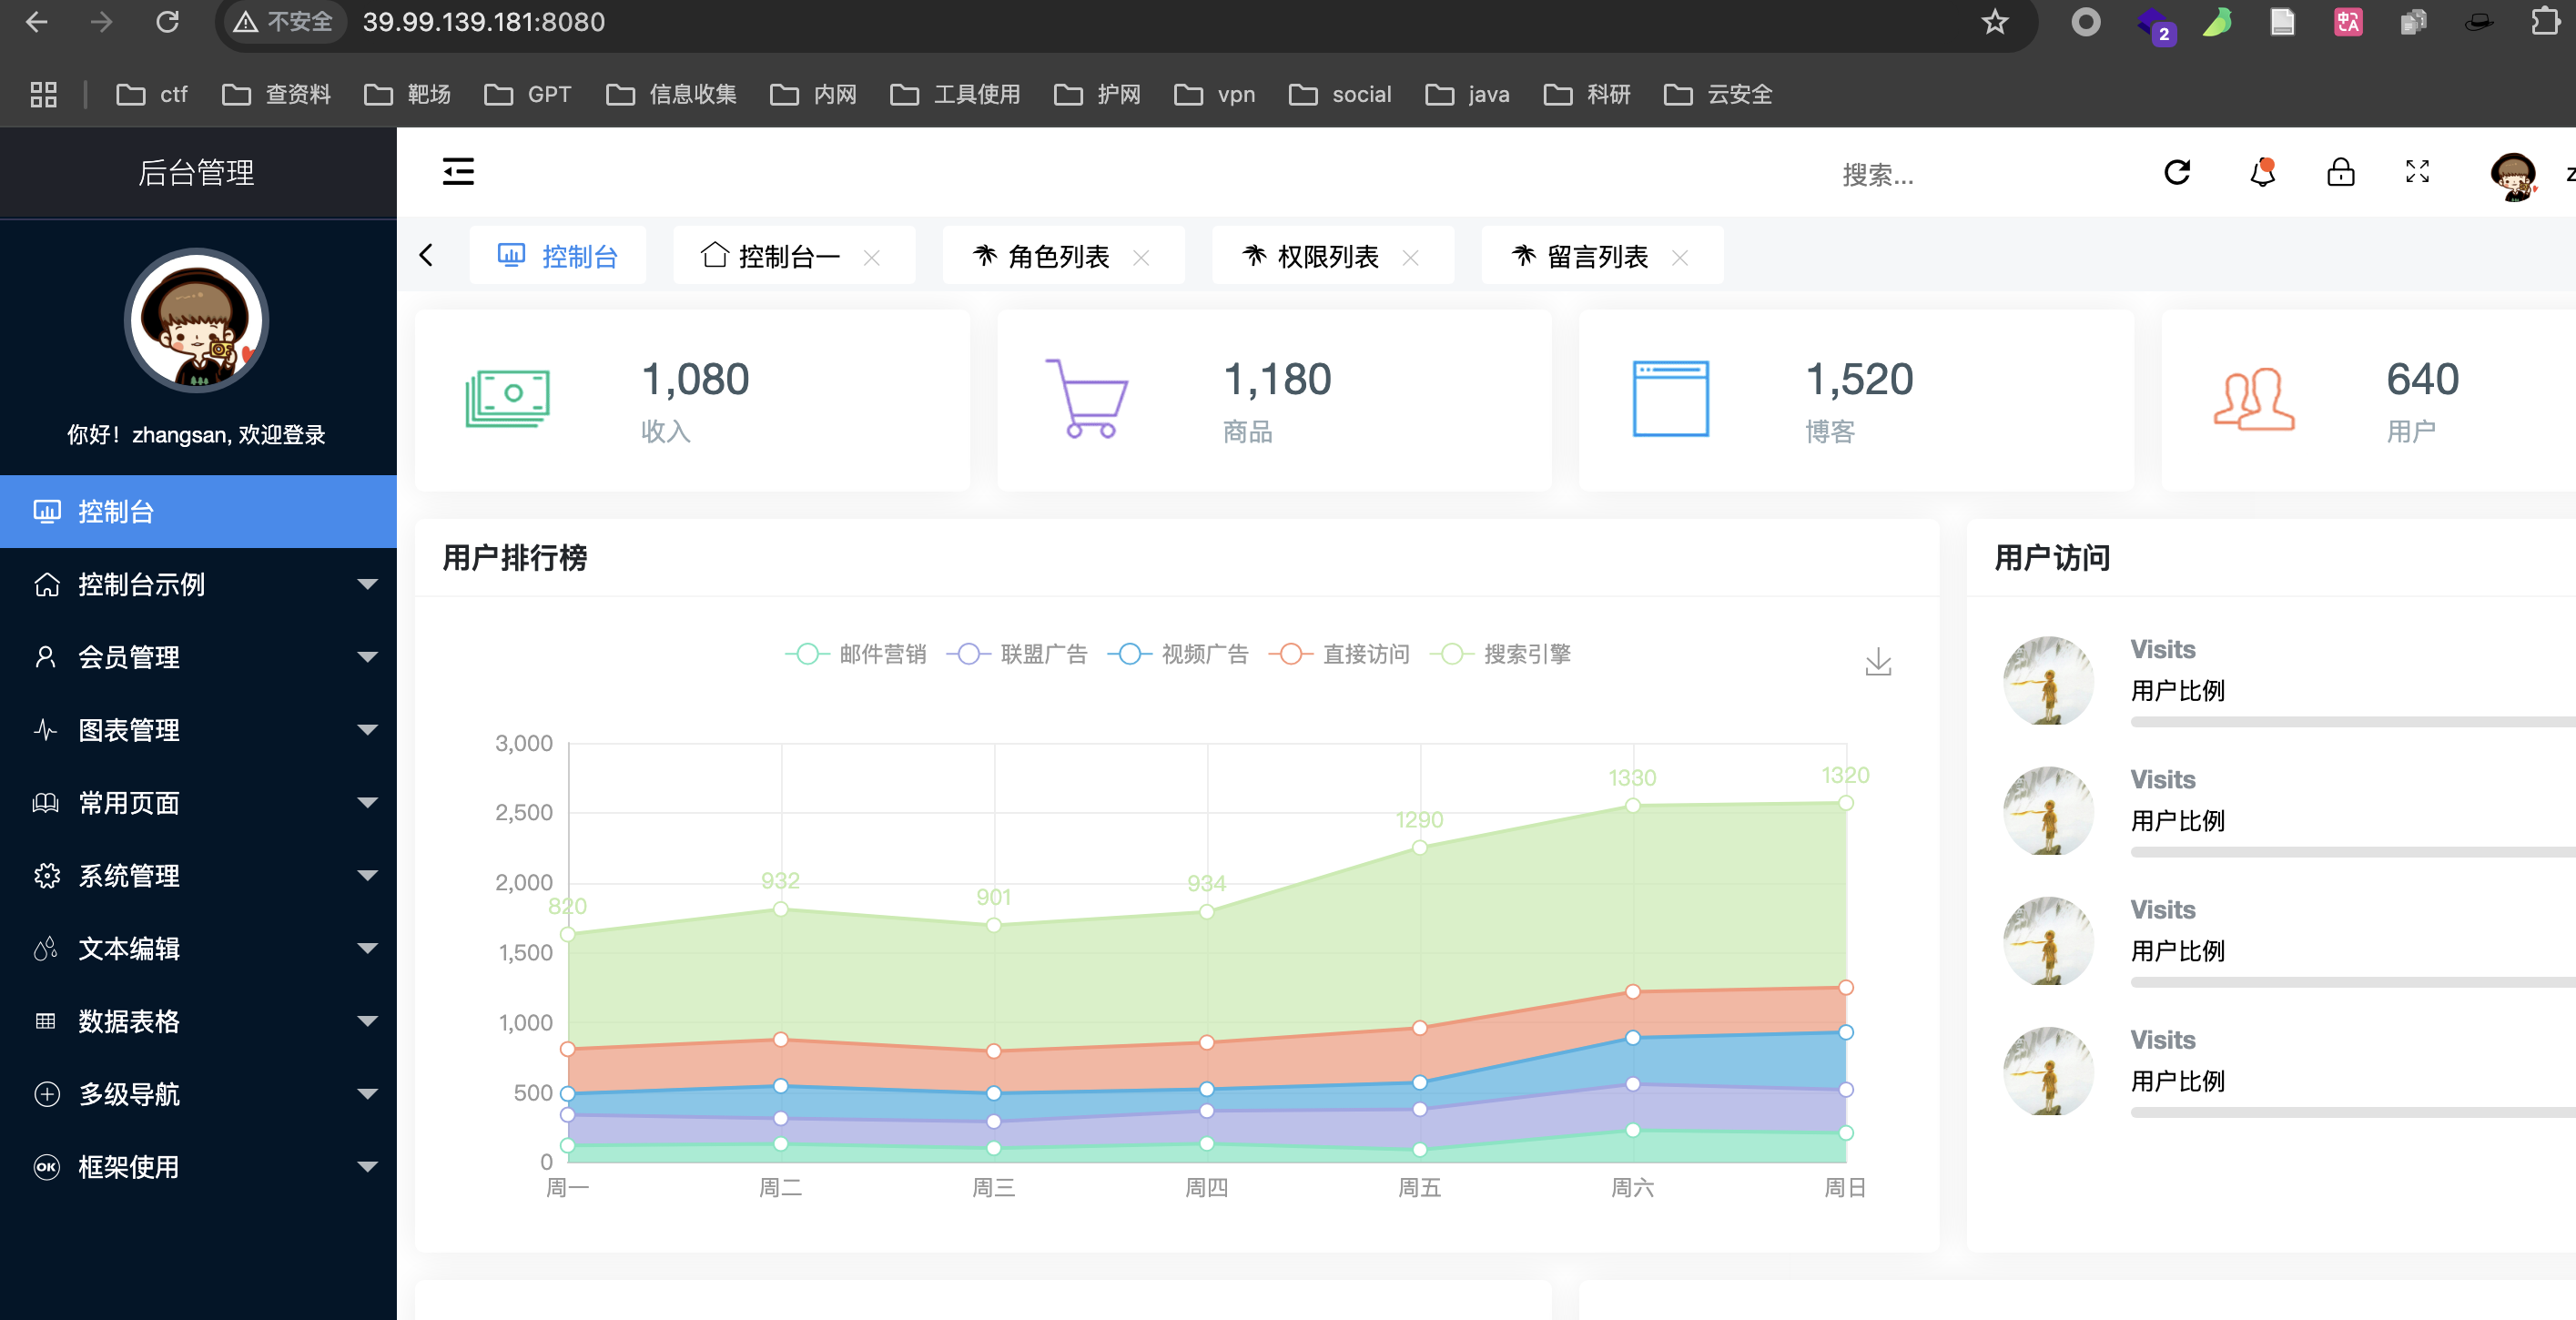 不安全 39.99.139.181:8080
2
ctf 查资料 靶场 GPT 信息收集 内网 工具使用 护网 vpn social java 科研 云安全
后台管理
搜索...
你好！zhangsan, 欢迎登录
控制台
控制台示例
会员管理
图表管理
常用页面
系统管理
文本编辑
数据表格
多级导航
OK 框架使用
控制台 控制台一 角色列表 权限列表 留言列表
1,080
收入
1,180
商品
1,520
博客
640
用户
用户排行榜
邮件营销 联盟广告 视频广告 直接访问 搜索引擎
3,000
2,500
2,000
1,500
1,000
500
0
820 932 901 934 1290 1330 1320
周一 周二 周三 周四 周五 周六 周日
用户访问
Visits
用户比例
Visits
用户比例
Visits
用户比例
Visits
用户比例